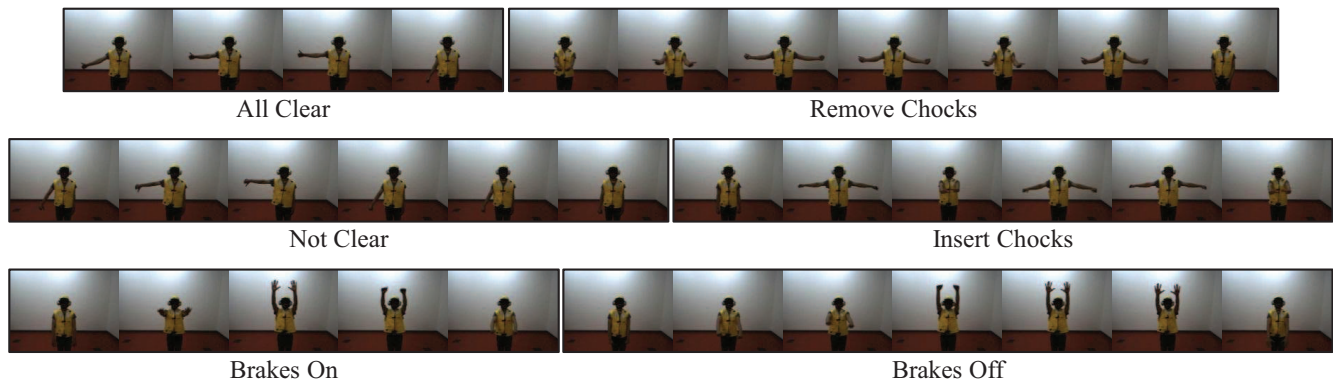 All Clear
Remove Chocks
Not Clear
Insert Chocks
Brakes On
Brakes Off